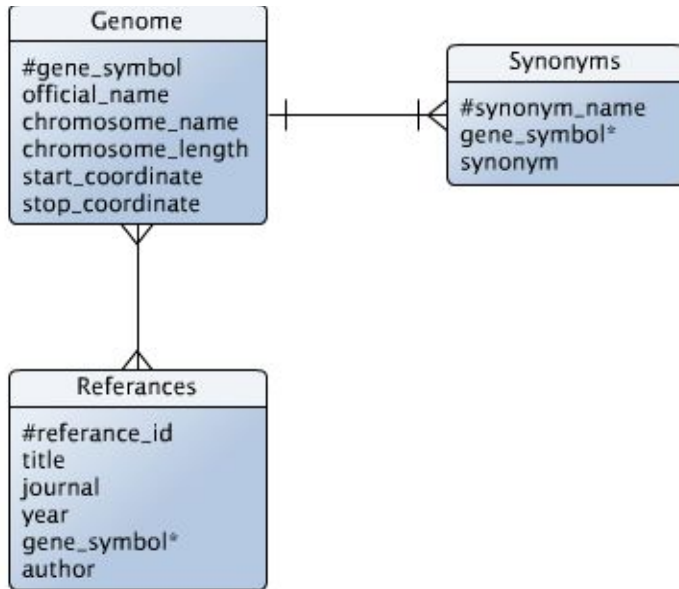 Genome
#gene_symbol
official_name
chromosome_name
chromosome_length
start_coordinate
stop_coordinate
Synonyms
#synonym_name
gene_symbol*
synonym
Referances
#referance_id
title
journal
year
gene_symbol*
author